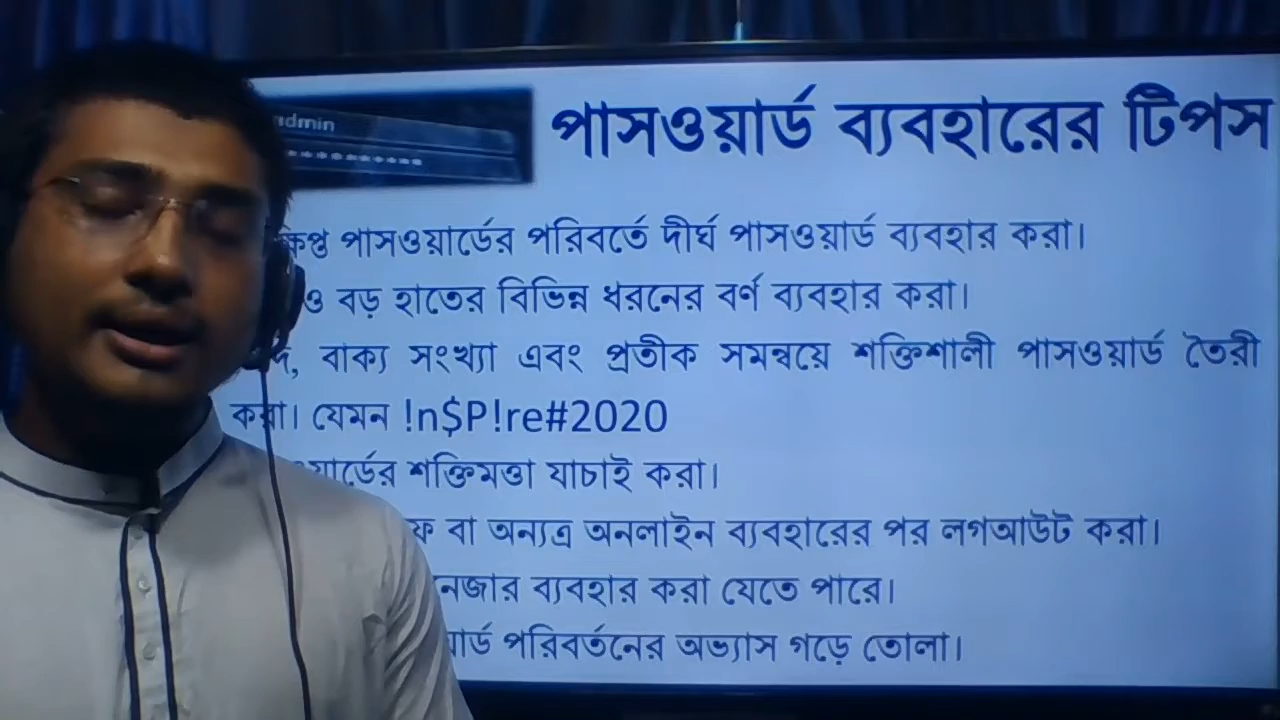 admin
পাসওয়ার্ড ব্যবহারের টিপস
পাসওয়ার্ডের পরিবর্তে দীর্ঘ পাসওয়ার্ড ব্যবহার করা।
ও বড় হাতের বিভিন্ন ধরনের বর্ণ ব্যবহার করা।
বাক্য সংখ্যা এবং প্রতীক সমন্বয়ে শক্তিশালী পাসওয়ার্ড তৈরী
করা। যেমন !n$P!re#2020
শক্তিমত্তা যাচাই করা।
বা অন্যত্র অনলাইন ব্যবহারের পর লগআউট করা।
ব্যবহার করা যেতে পারে।
পরিবর্তনের অভ্যাস গড়ে তোলা।